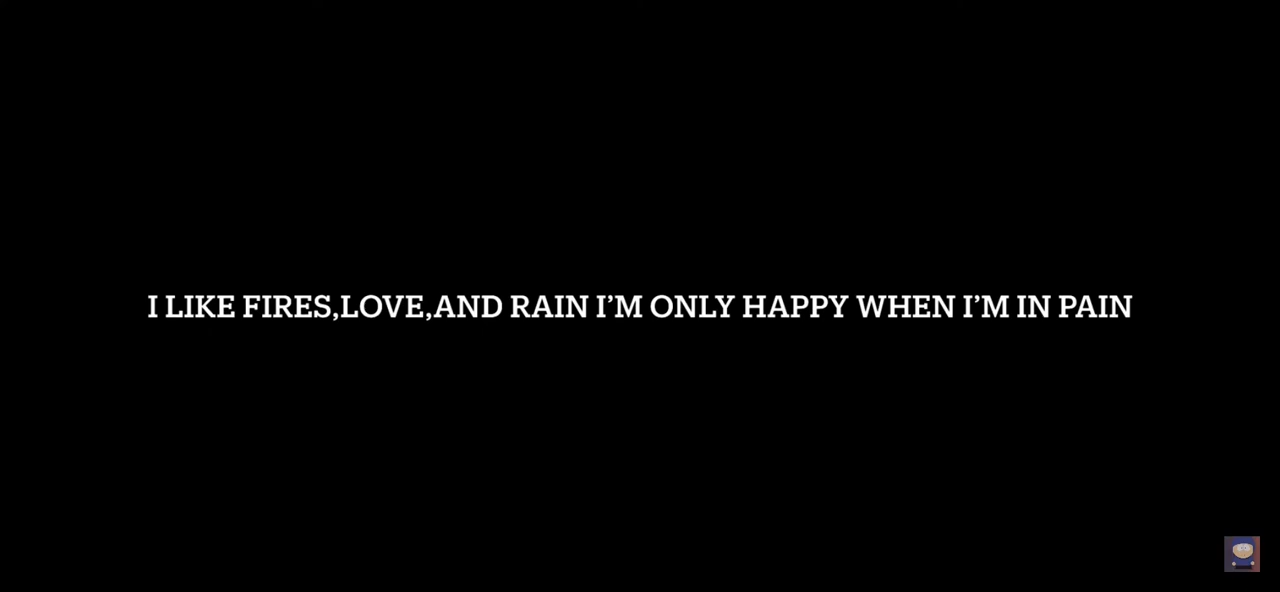 I LIKE FIRES,LOVE,AND RAIN I’M ONLY HAPPY WHEN I’M IN PAIN